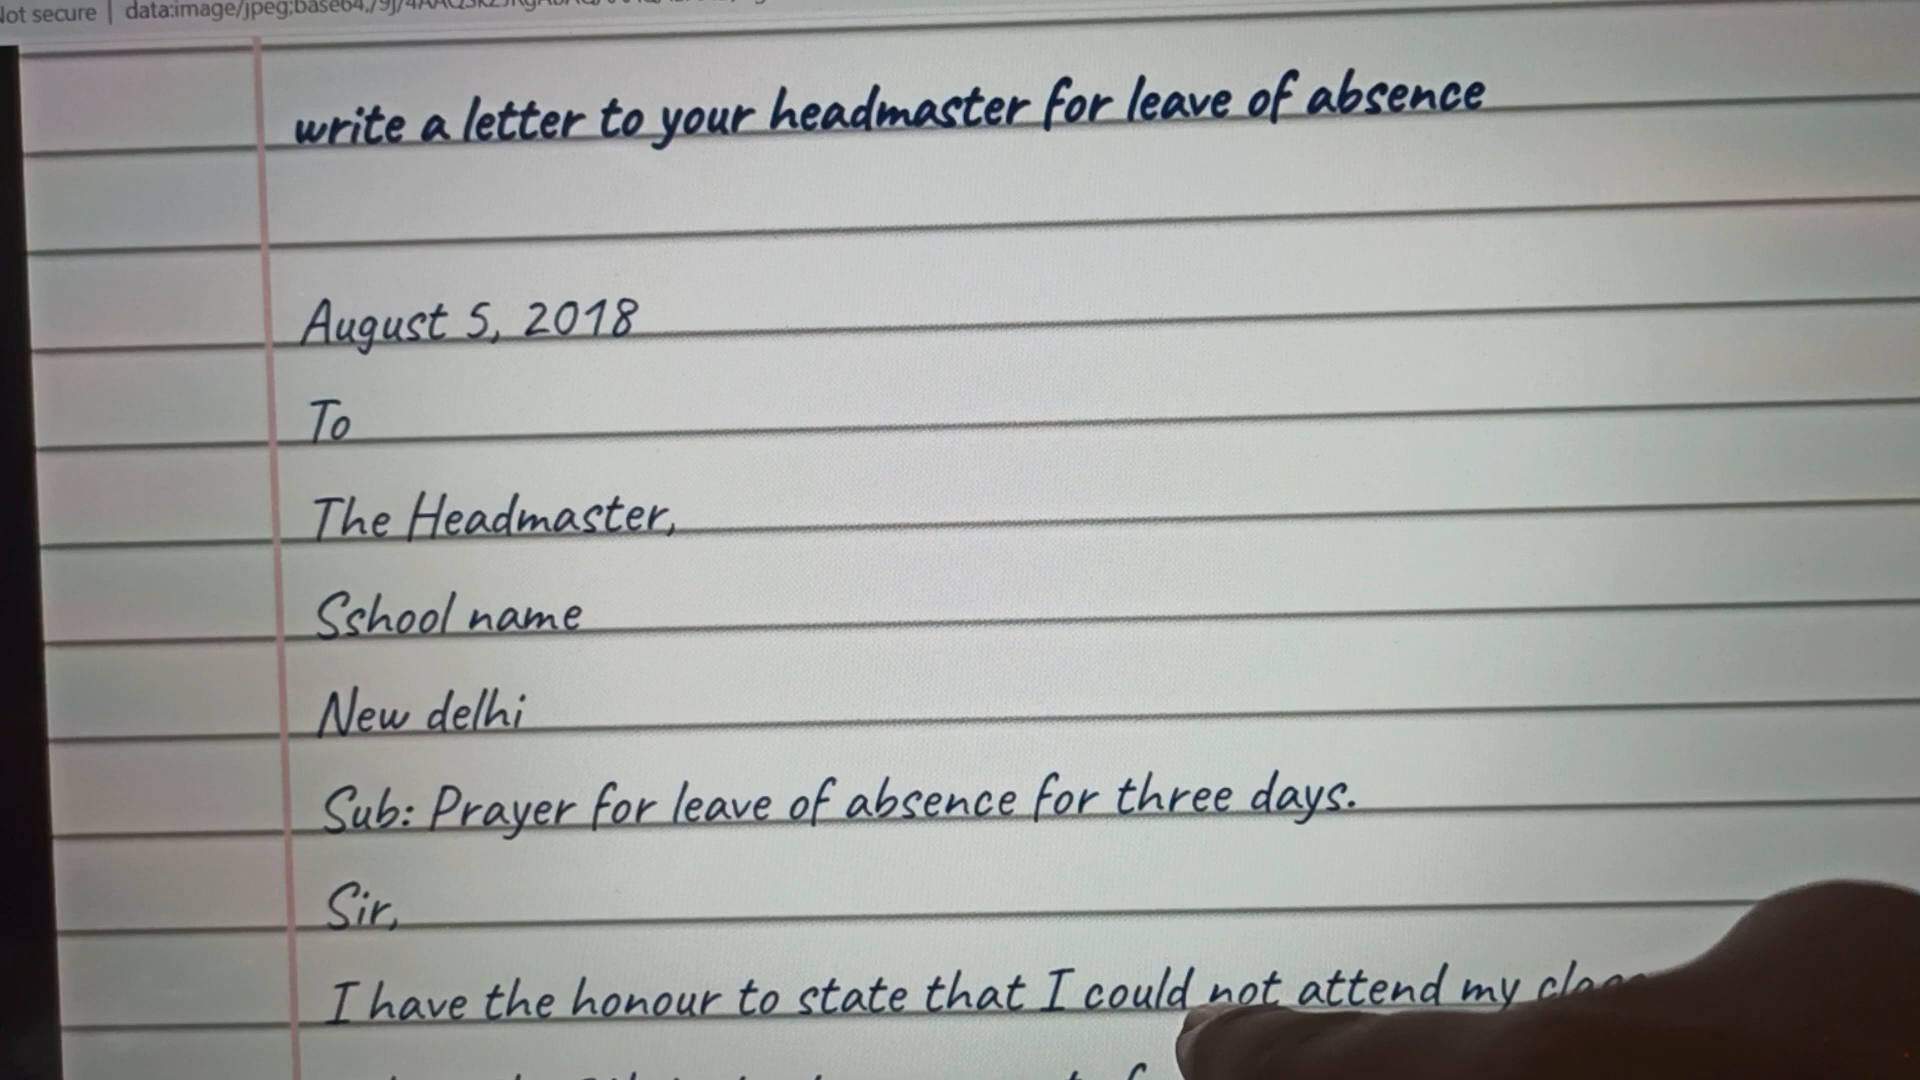 Not secure | data:image/jpeg;base64,/9j/
write a letter to your headmaster for leave of absence
August 5, 2018
To
The Headmaster,
Sshool name
New delhi
Sub: Prayer for leave of absence for three days.
Sir,
I have the honour to state that I could not attend my